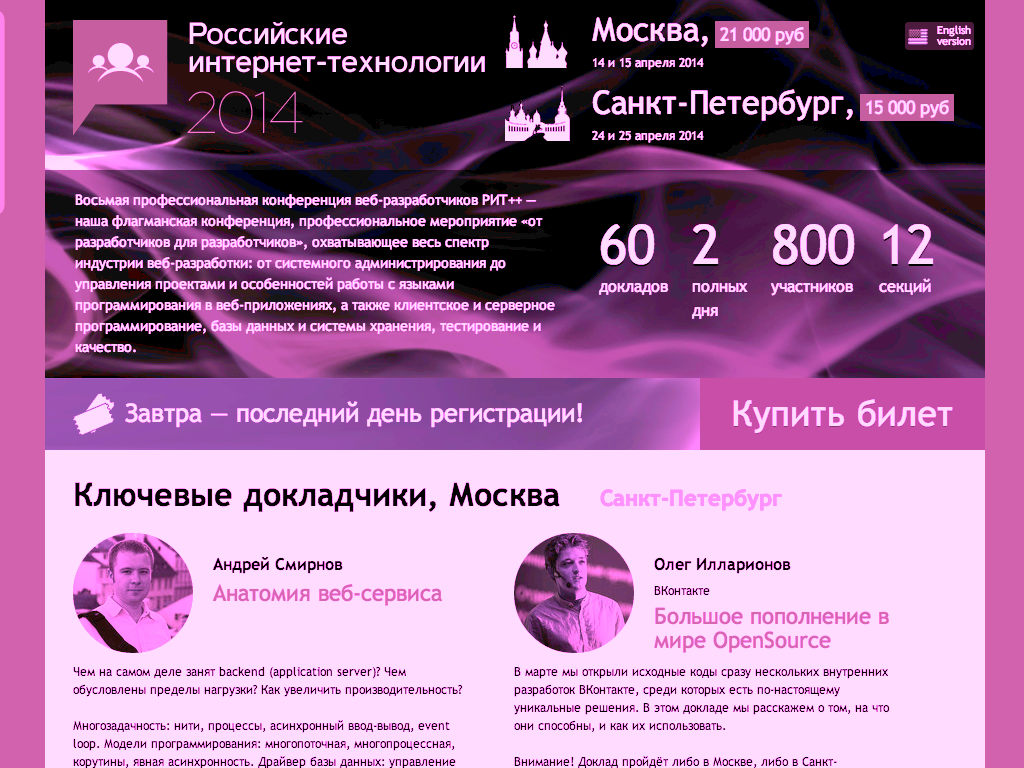 Российские
интернет-технологии
2014
Москва, 21 000 руб
14 и 15 апреля 2014
Санкт-Петербург, 15 000 руб
24 и 25 апреля 2014
English
version
Восьмая профессиональная конференция веб-разработчиков РИТ++ —
наша флагманская конференция, профессиональное мероприятие «от
разработчиков для разработчиков», охватывающее весь спектр
индустрии веб-разработки: от системного администрирования до
управления проектами и особенностей работы с языками
программирования в веб-приложениях, а также клиентское и серверное
программирование, базы данных и системы хранения, тестирование и
качество.
60
докладов
2
полных
дня
800
участников
12
секций
Завтра — последний день регистрации!
Купить билет
Ключевые докладчики, Москва
Санкт-Петербург
Андрей Смирнов
Анатомия веб-сервиса
Чем на самом деле занят backend (application server)? Чем
обусловлены пределы нагрузки? Как увеличить производительность?
Многозадачность: нити, процессы, асинхронный ввод-вывод, event
loop. Модели программирования: многопоточная, многопроцессная,
корутины, явная асинхронность. Драйвер базы данных: управление
Олег Илларионов
ВКонтакте
Большое пополнение в
мире OpenSource
В марте мы открыли исходные коды сразу нескольких внутренних
разработок ВКонтакте, среди которых есть по-настоящему
уникальные решения. В этом докладе мы расскажем о том, на что
они способны, и как их использовать.
Внимание! Доклад пройдёт либо в Москве, либо в Санкт-